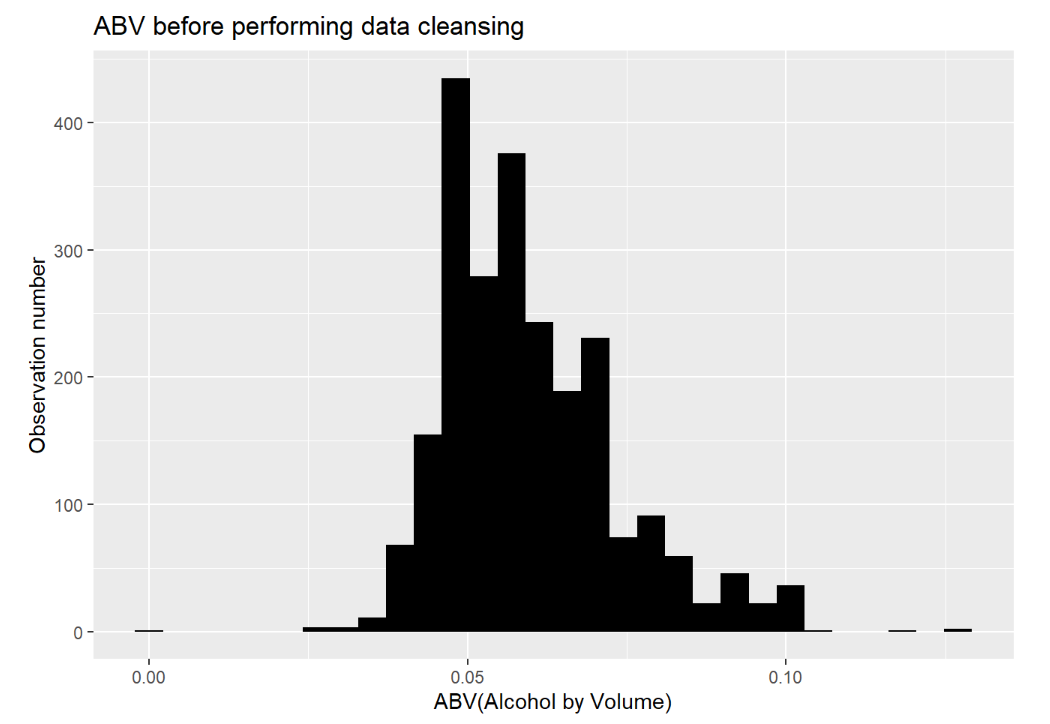 ABV before performing data cleansing
400
300
200
100
0
Observation number
0.00
0.05
0.10
ABV(Alcohol by Volume)